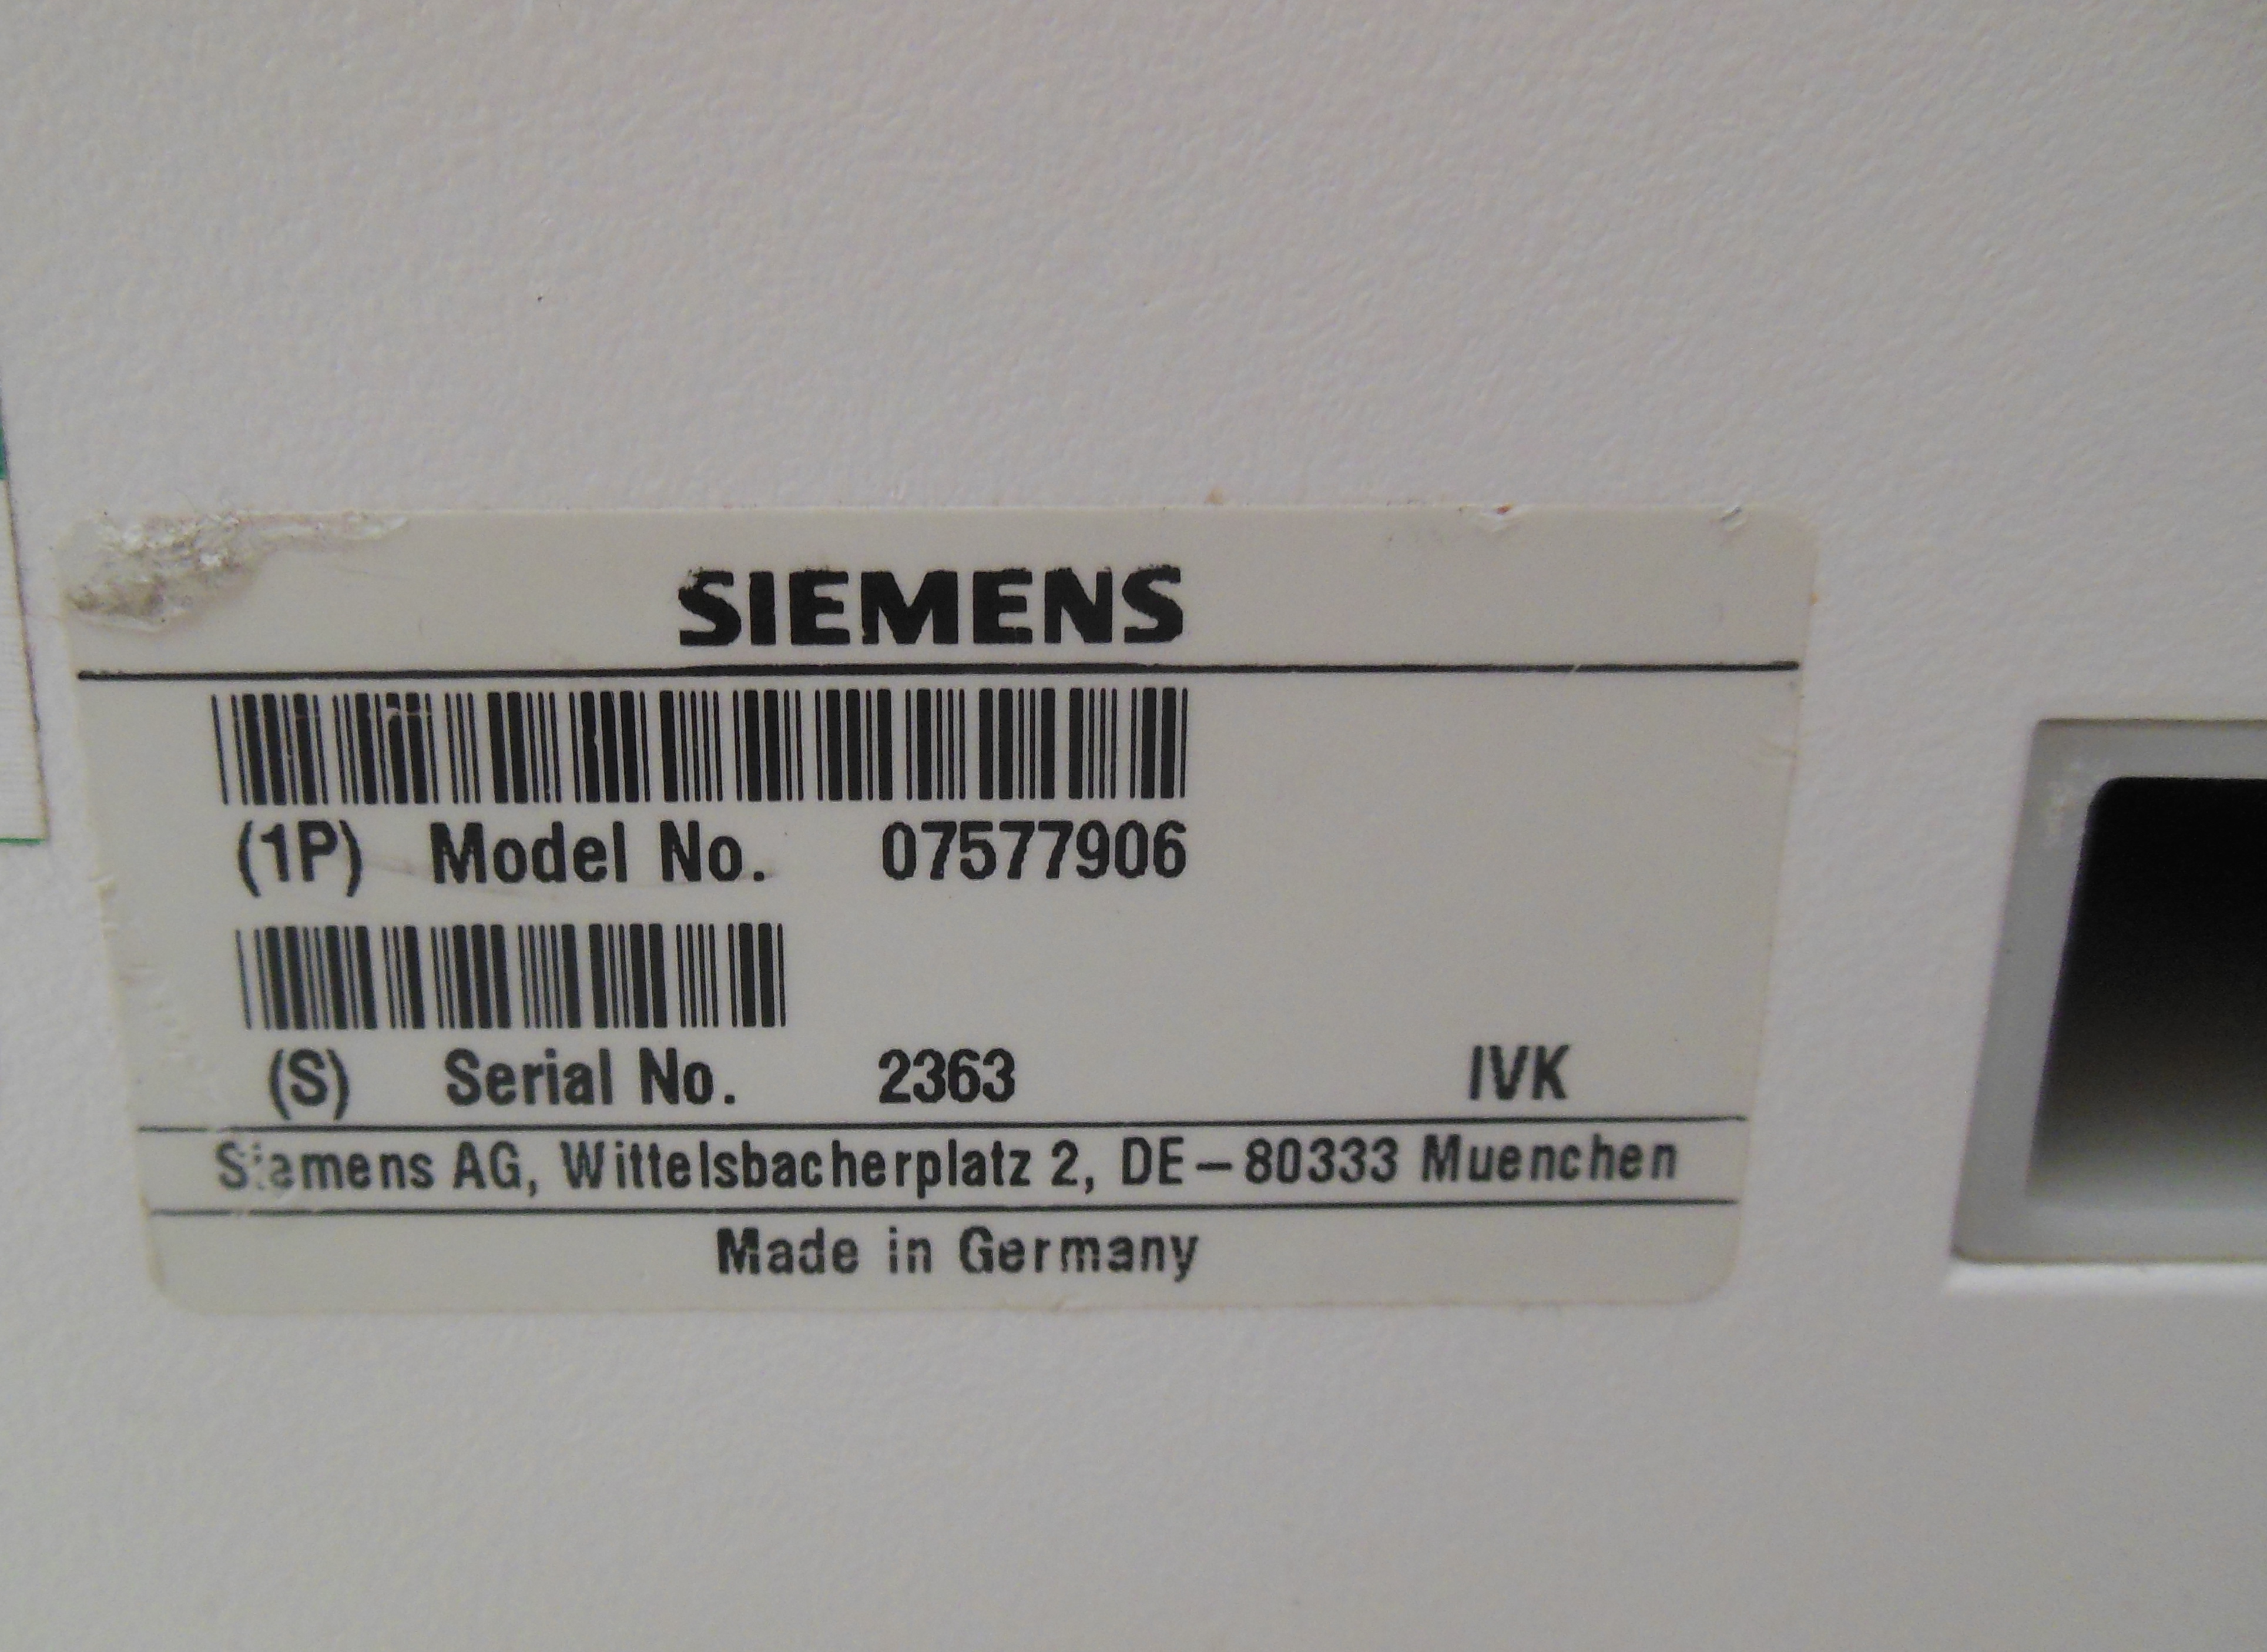 SIEMENS
(1P) Model No. 07577906
(S) Serial No. 2363 IVK
Siemens AG, Wittelsbacherplatz 2, DE-80333 Muenchen
Made in Germany